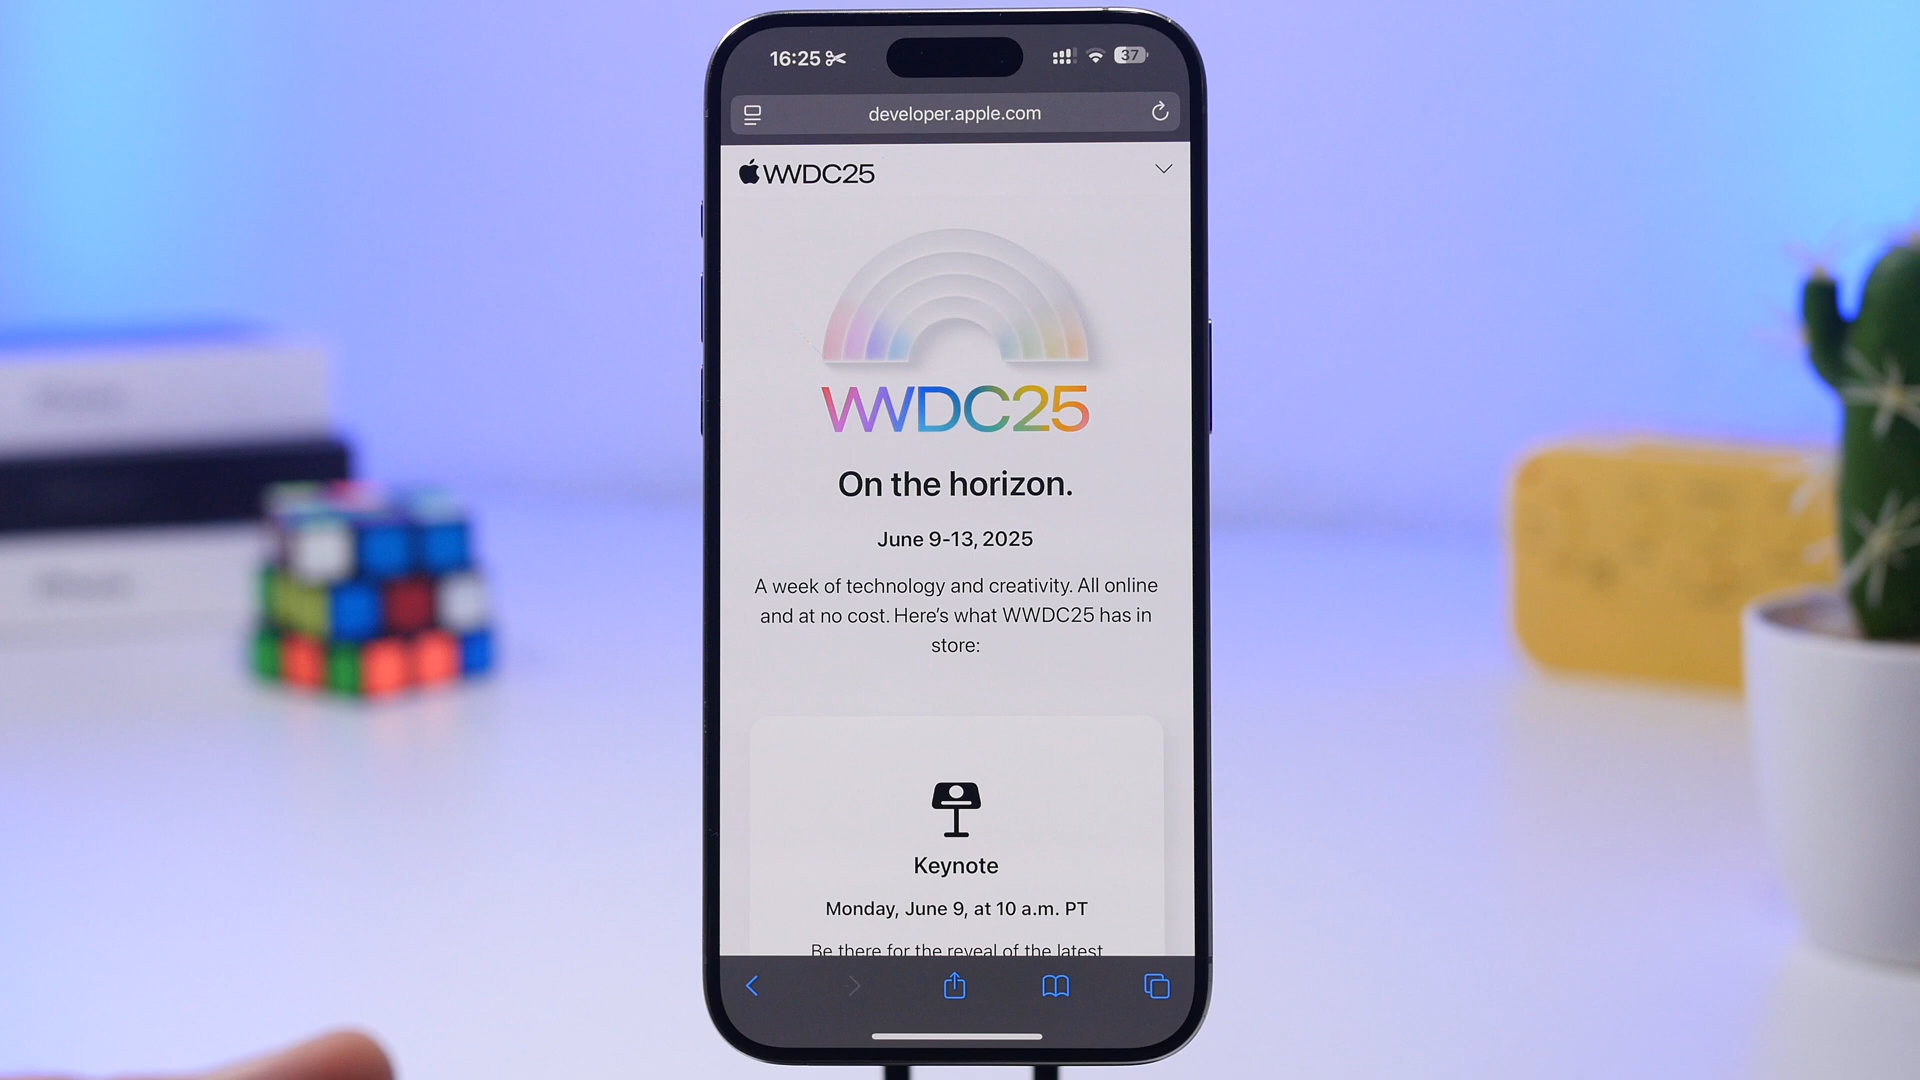 16:25
37
developer.apple.com
WWDC25
WWDC25
On the horizon.
June 9-13, 2025
A week of technology and creativity. All online
and at no cost. Here's what WWDC25 has in
store:
Keynote
Monday, June 9, at 10 a.m. PT
Be there for the reveal of the latest